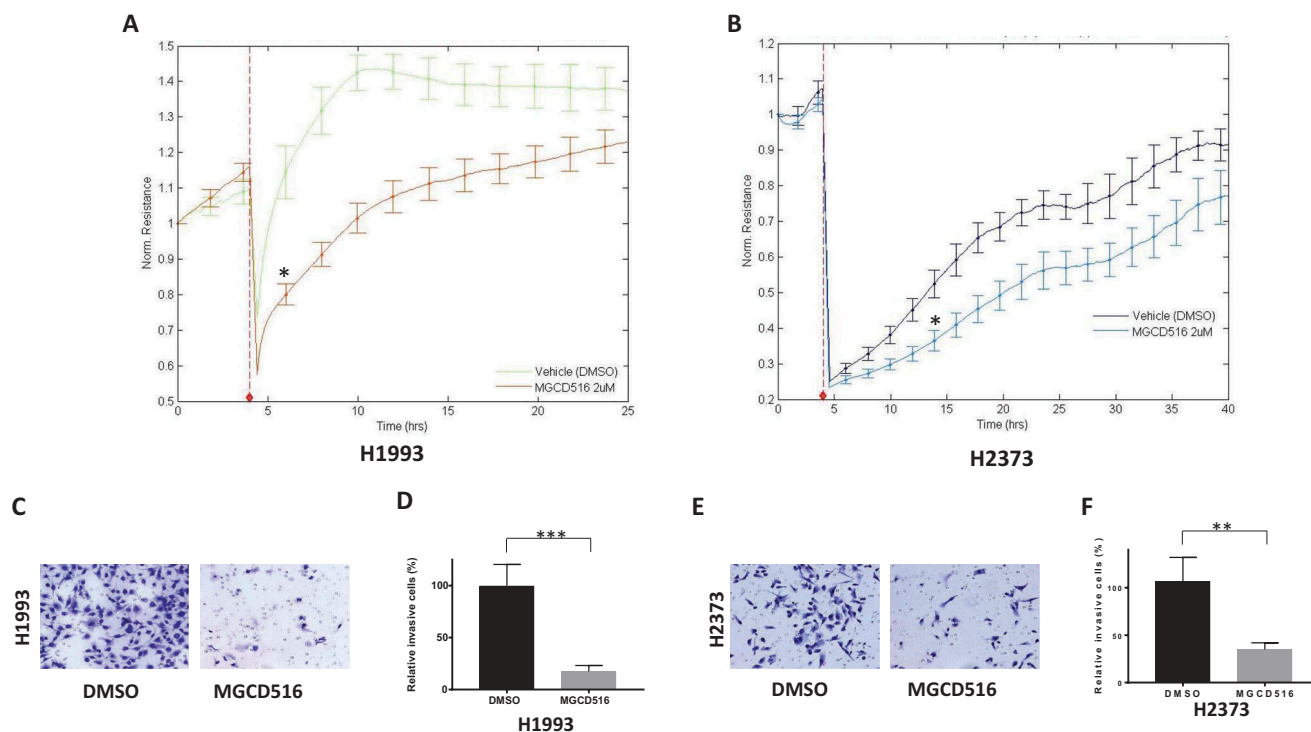 A
1.5
1.4
1.3
1.2
1.1
1
0.9
0.8
0.7
0.6
0.5
Norm. Resistance
*
Vehicle (DMSO)
MGCD516 2uM
0 5 10 15 20 25
Time (hrs)
H1993
B
1.2
1.1
1
0.9
0.8
0.7
0.6
0.5
0.4
0.3
0.2
Norm. Resistance
*
Vehicle (DMSO)
MGCD516 2uM
0 5 10 15 20 25 30 35 40
Time (hrs)
H2373
C
H1993
DMSO MGCD516
D
***
Relative invasive cells (%)
100
50
0
DMSO MGCD516
H1993
E
H2373
DMSO MGCD516
F
**
Relative invasive cells (%)
100
50
0
DMSO MGCD516
H2373